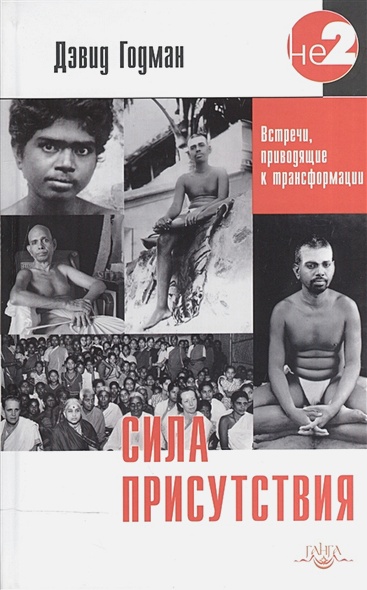 Дэвид Годман
не2
Встречи,
приводящие
к трансформации
СИЛА
ПРИСУТСТВИЯ
ГАНГА